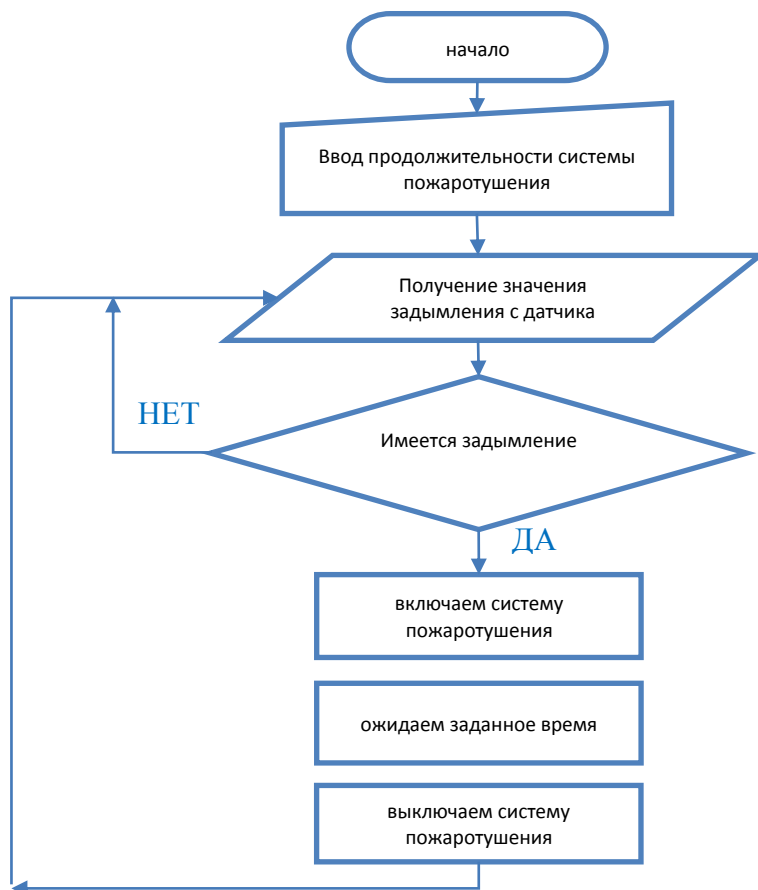 начало
Ввод продолжительности системы
пожаротушения
Получение значения
задымления с датчика
НЕТ
Имеется задымление
ДА
включаем систему
пожаротушения
ожидаем заданное время
выключаем систему
пожаротушения